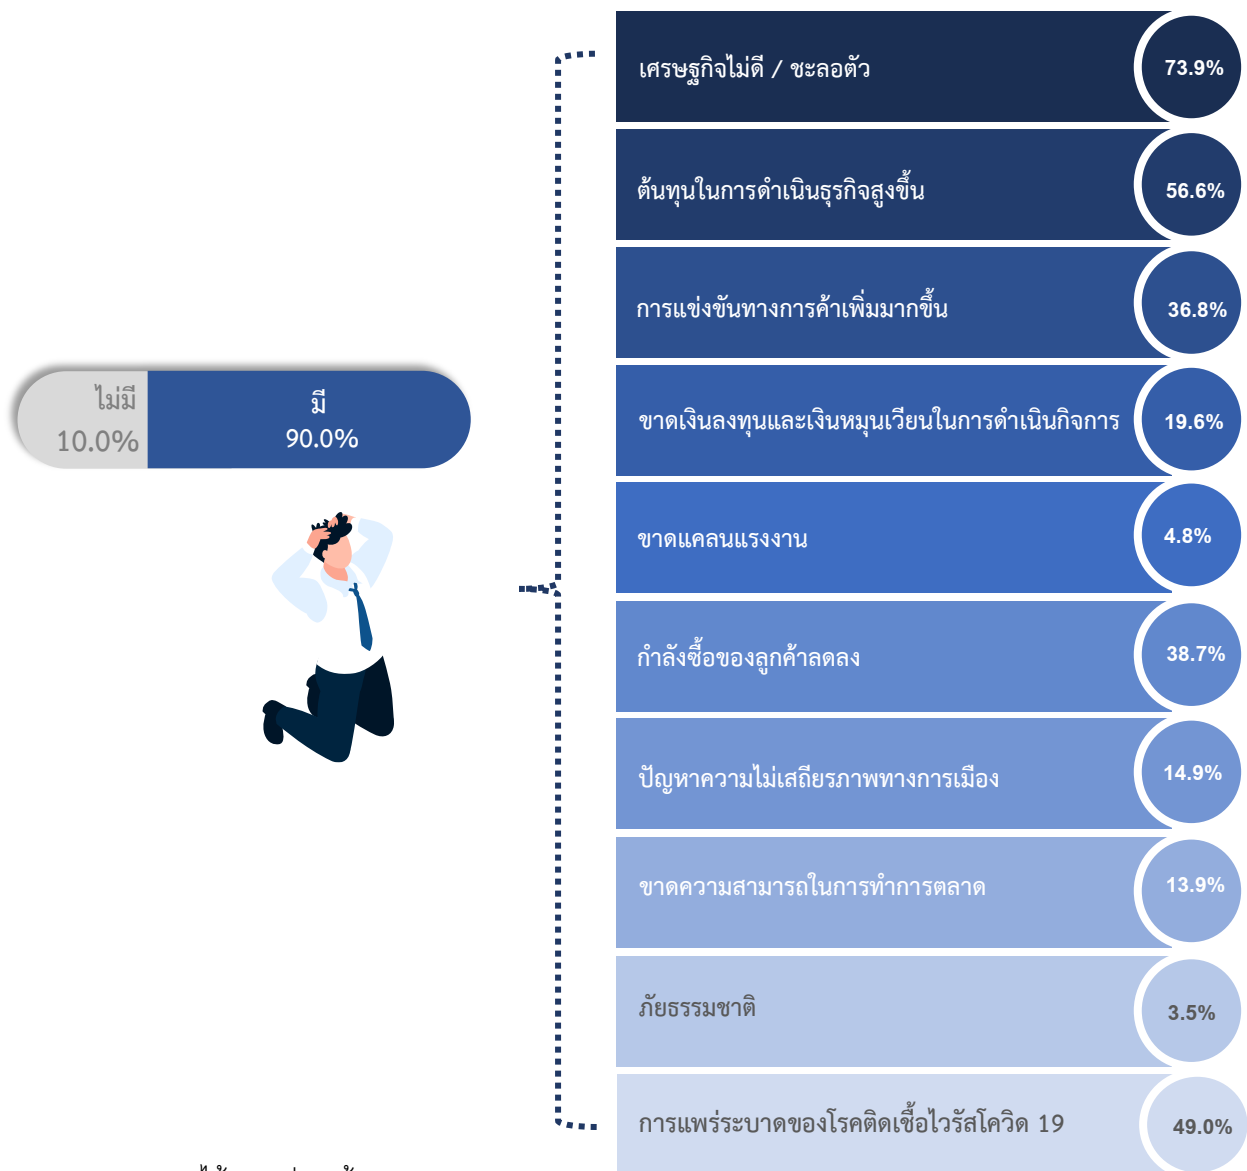 เศรษฐกิจไม่ดี / ชะลอตัว
73.9%
ต้นทุนในการดำเนินธุรกิจสูงขึ้น
56.6%
การแข่งขันทางการค้าเพิ่มมากขึ้น
36.8%
ไม่มี
10.0%
มี
90.0%
ขาดเงินลงทุนและเงินหมุนเวียนในการดำเนินกิจการ
19.6%
ขาดแคลนแรงงาน
4.8%
กำลังซื้อของลูกค้าลดลง
38.7%
ปัญหาความไม่เสถียรภาพทางการเมือง
14.9%
ขาดความสามารถในการทำการตลาด
13.9%
ภัยธรรมชาติ
3.5%
การแพร่ระบาดของโรคติดเชื้อไวรัสโควิด 19
49.0%